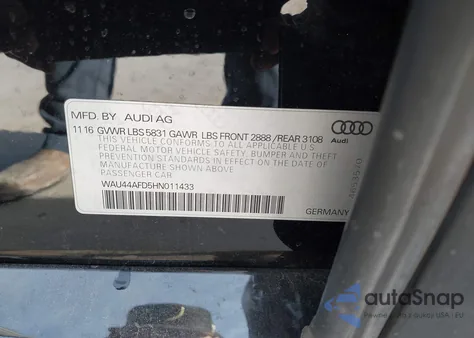 MFD. BY AUDI AG
11 16 GVWR LBS 5831 GAWR LBS FRONT 2888 /REAR 3108
THIS VEHICLE CONFORMS TO ALL APPLICABLE U.S.
FEDERAL MOTOR VEHICLE SAFETY, BUMPER AND THEFT
PREVENTION STANDARDS IN EFFECT ON THE DATE OF
MANUFACTURE SHOWN ABOVE
PASSENGER CAR
WAU44AFD5HN011433
GERMANY
Audi
autoSnap